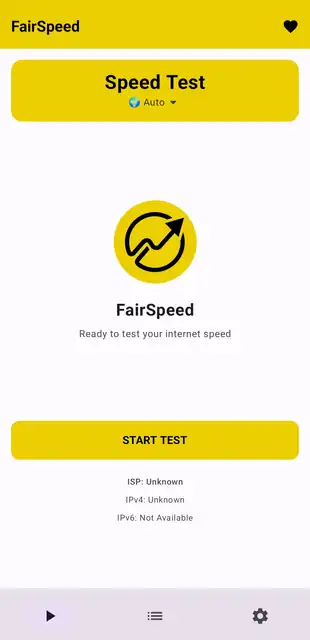 FairSpeed
Speed Test
Auto
FairSpeed
Ready to test your internet speed
START TEST
ISP: Unknown
IPv4: Unknown
IPv6: Not Available